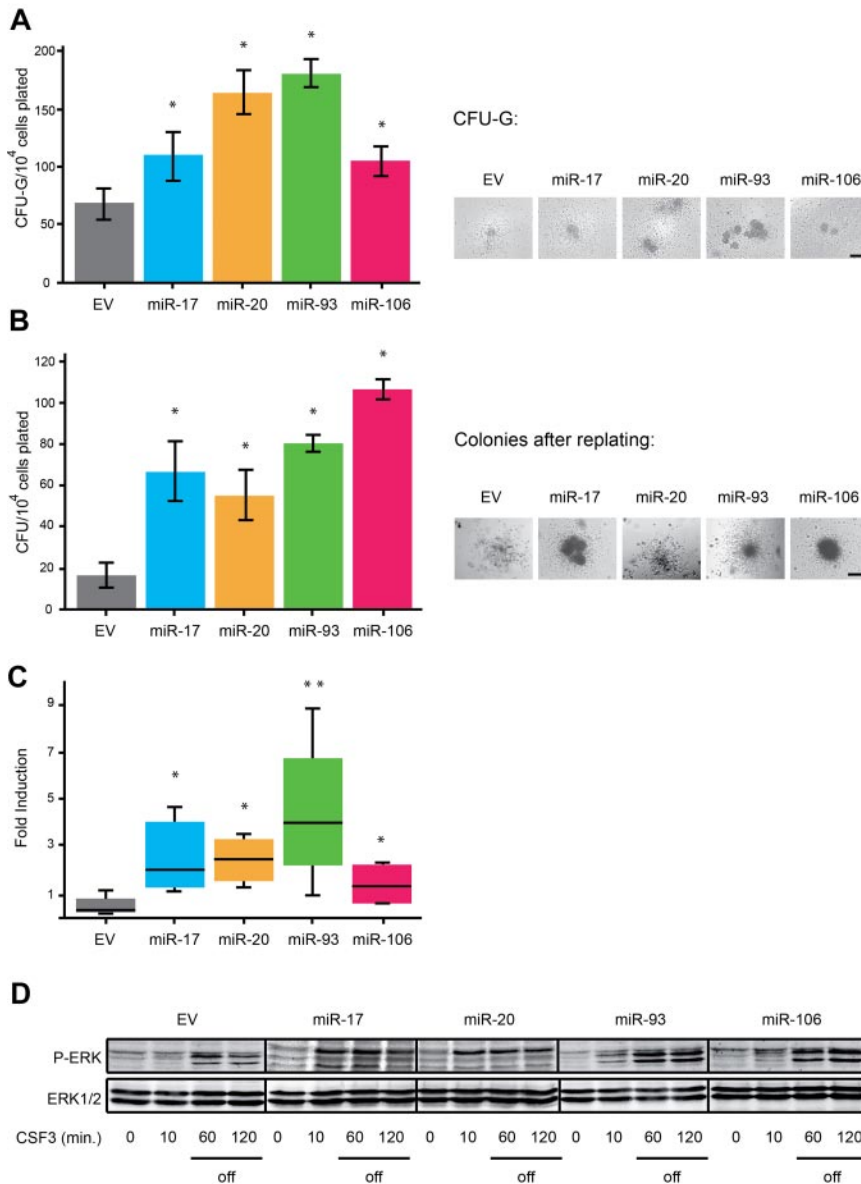 A
200
150
100
50
0
CFU-G/10⁴ cells plated
*
*
*
*
EV miR-17 miR-20 miR-93 miR-106
CFU-G:
EV miR-17 miR-20 miR-93 miR-106
B
120
100
80
60
40
20
0
CFU/10⁴ cells plated
*
*
*
*
EV miR-17 miR-20 miR-93 miR-106
Colonies after replating:
EV miR-17 miR-20 miR-93 miR-106
C
9
7
5
3
1
Fold Induction
*
*
**
*
EV miR-17 miR-20 miR-93 miR-106
D
EV miR-17 miR-20 miR-93 miR-106
P-ERK
ERK1/2
CSF3 (min.) 0 10 60 120 0 10 60 120 0 10 60 120 0 10 60 120 0 10 60 120
off off off off off